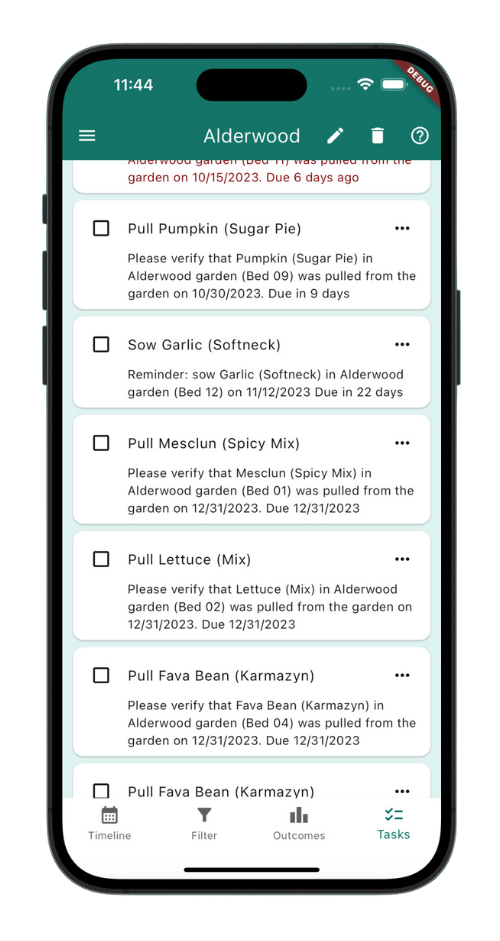 11:44
DEBUG
Alderwood
Alderwood garden (Bed 11) was pulled from the
garden on 10/15/2023. Due 6 days ago
Pull Pumpkin (Sugar Pie)
Please verify that Pumpkin (Sugar Pie) in
Alderwood garden (Bed 09) was pulled from the
garden on 10/30/2023. Due in 9 days
Sow Garlic (Softneck)
Reminder: sow Garlic (Softneck) in Alderwood
garden (Bed 12) on 11/12/2023 Due in 22 days
Pull Mesclun (Spicy Mix)
Please verify that Mesclun (Spicy Mix) in
Alderwood garden (Bed 01) was pulled from the
garden on 12/31/2023. Due 12/31/2023
Pull Lettuce (Mix)
Please verify that Lettuce (Mix) in Alderwood
garden (Bed 02) was pulled from the garden on
12/31/2023. Due 12/31/2023
Pull Fava Bean (Karmazyn)
Please verify that Fava Bean (Karmazyn) in
Alderwood garden (Bed 04) was pulled from the
garden on 12/31/2023. Due 12/31/2023
Pull Fava Bean (Karmazyn)
Timeline
Filter
Outcomes
Tasks